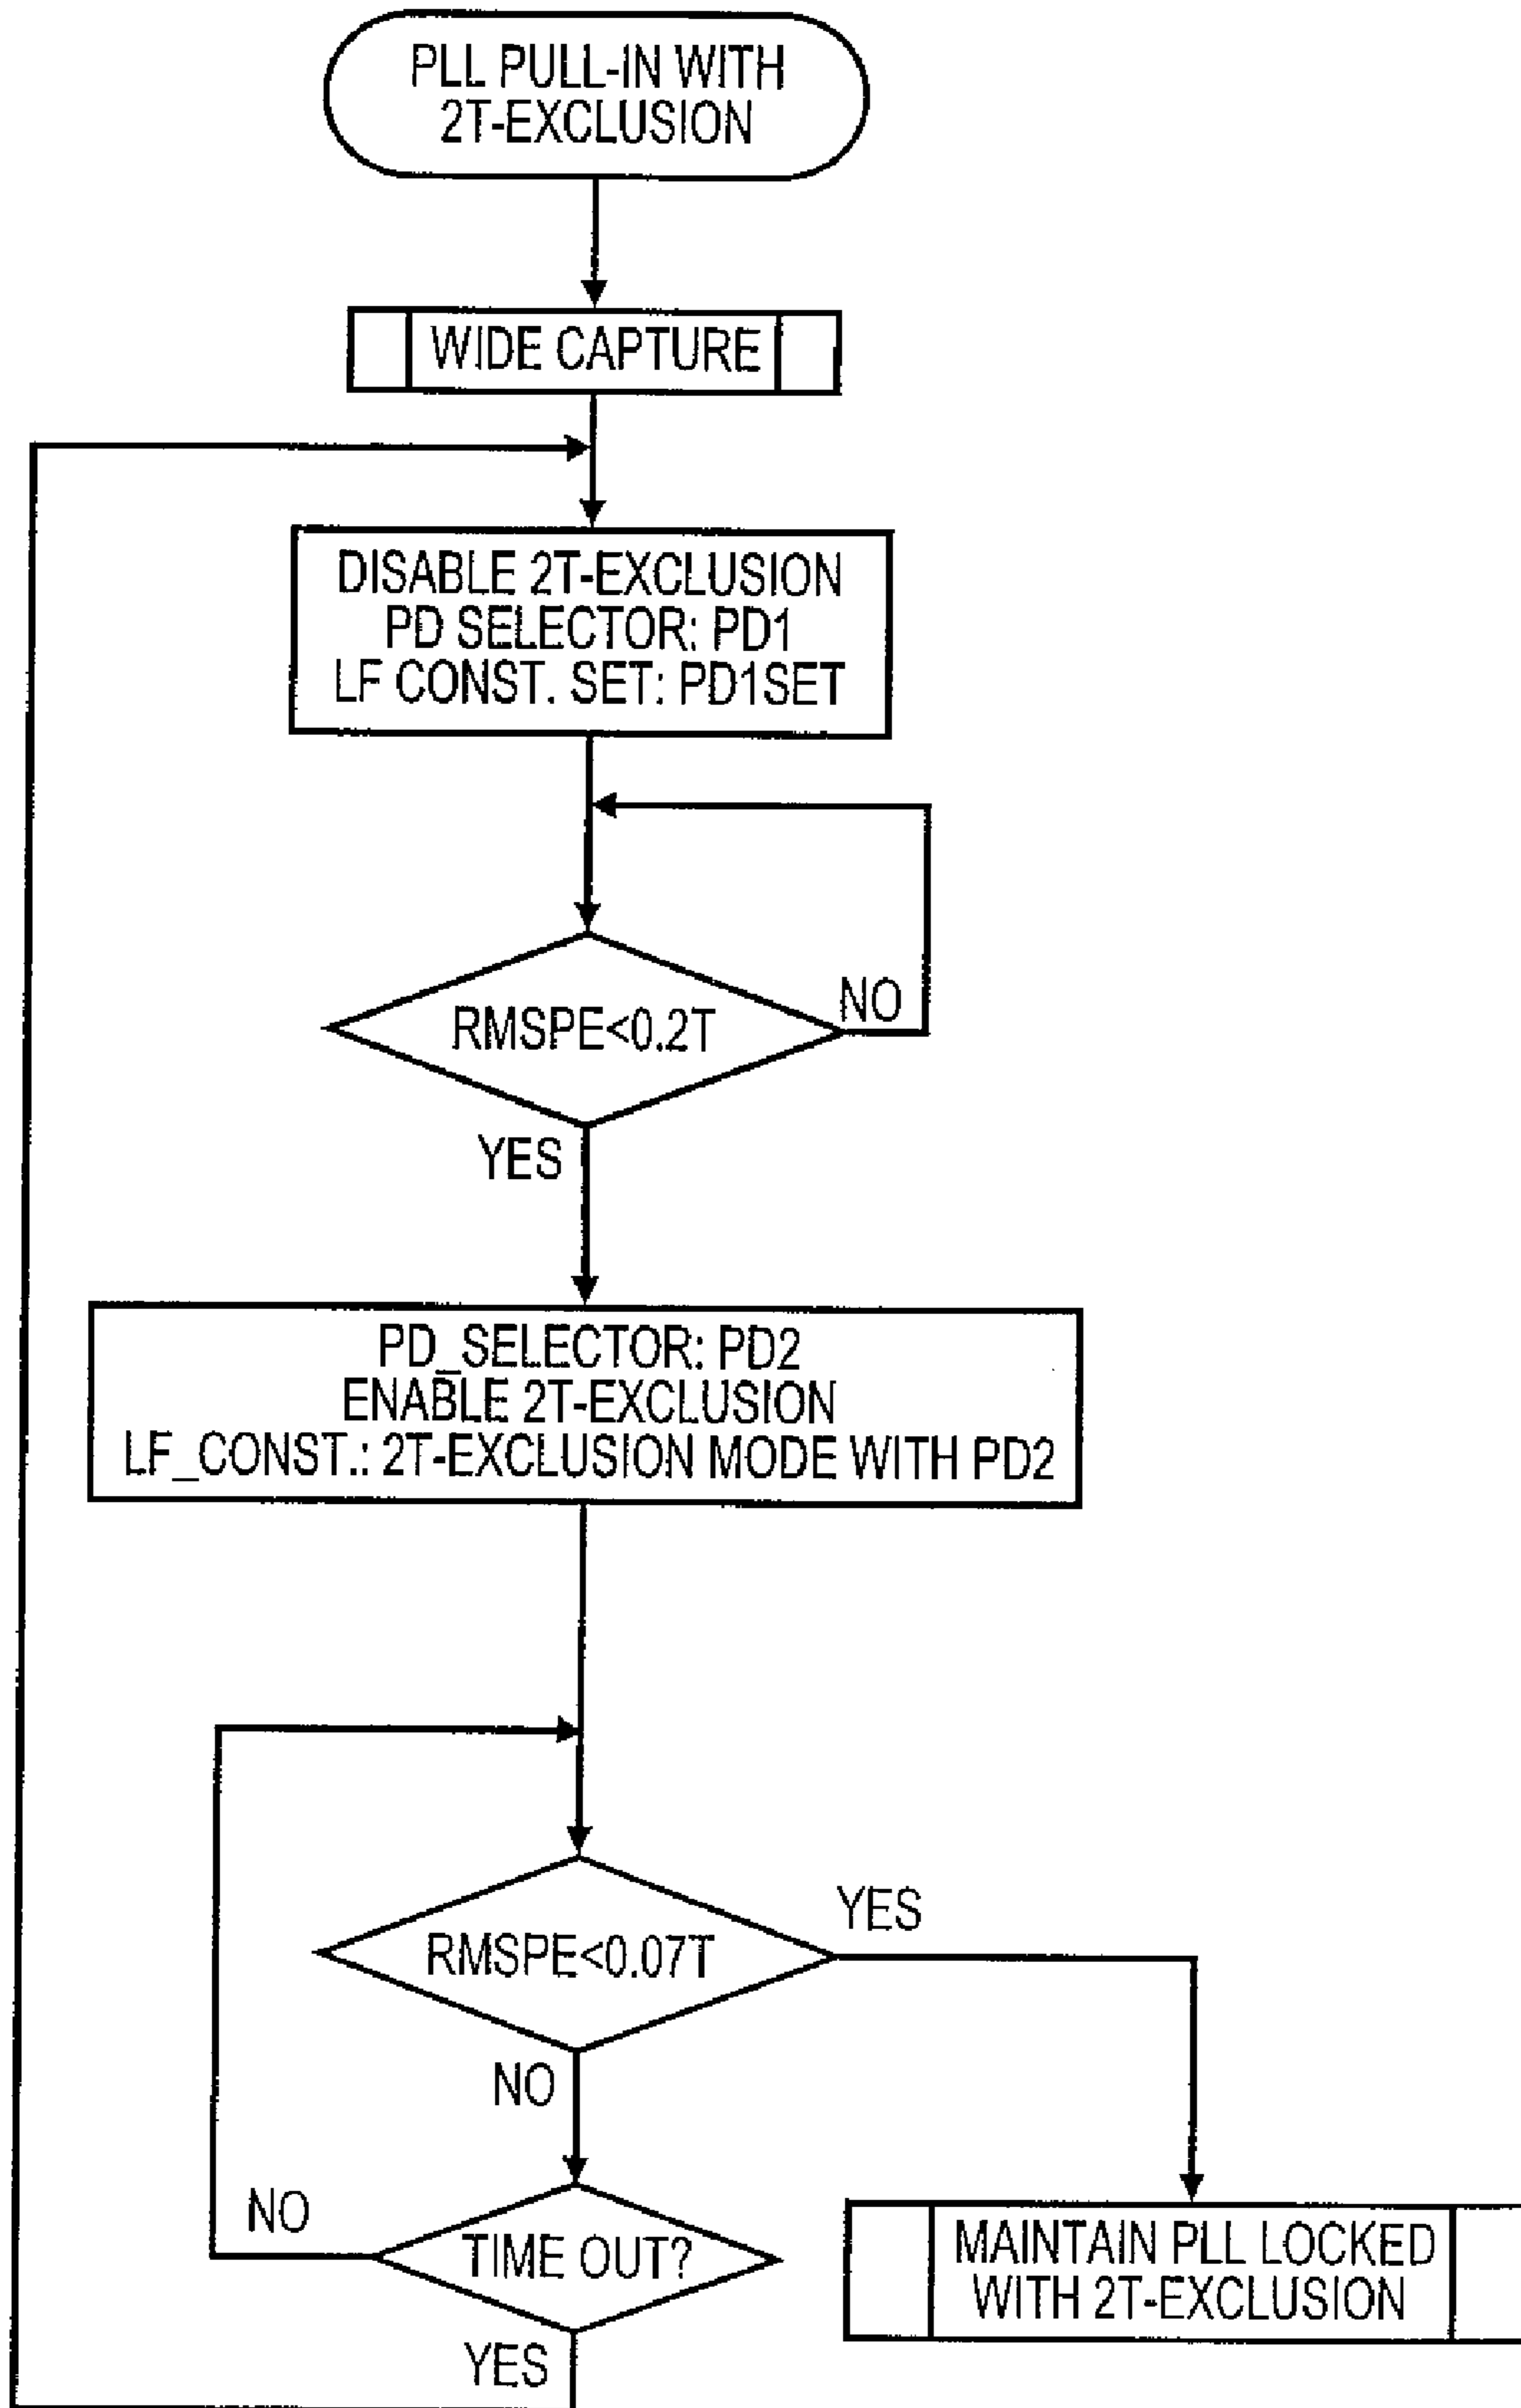 PLL PULL-IN WITH
2T-EXCLUSION
WIDE CAPTURE
DISABLE 2T-EXCLUSION
PD SELECTOR: PD1
LF CONST. SET: PD1SET
RMSPE<0.2T
NO
YES
PD_SELECTOR: PD2
ENABLE 2T-EXCLUSION
LF_CONST.: 2T-EXCLUSION MODE WITH PD2
RMSPE<0.07T
YES
NO
TIME OUT?
NO
YES
MAINTAIN PLL LOCKED
WITH 2T-EXCLUSION